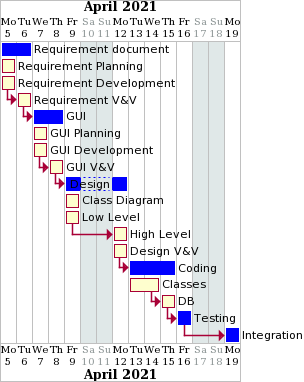 April 2021
Mo Tu We Th Fr Sa Su Mo Tu We Th Fr Sa Su Mo
5 6 7 8 9 10 11 12 13 14 15 16 17 18 19
Requirement document
Requirement Planning
Requirement Development
Requirement V&V
GUI
GUI Planning
GUI Development
GUI V&V
Design
Class Diagram
Low Level
High Level
Design V&V
Coding
Classes
DB
Testing
Integration
Mo Tu We Th Fr Sa Su Mo Tu We Th Fr Sa Su Mo
5 6 7 8 9 10 11 12 13 14 15 16 17 18 19
April 2021